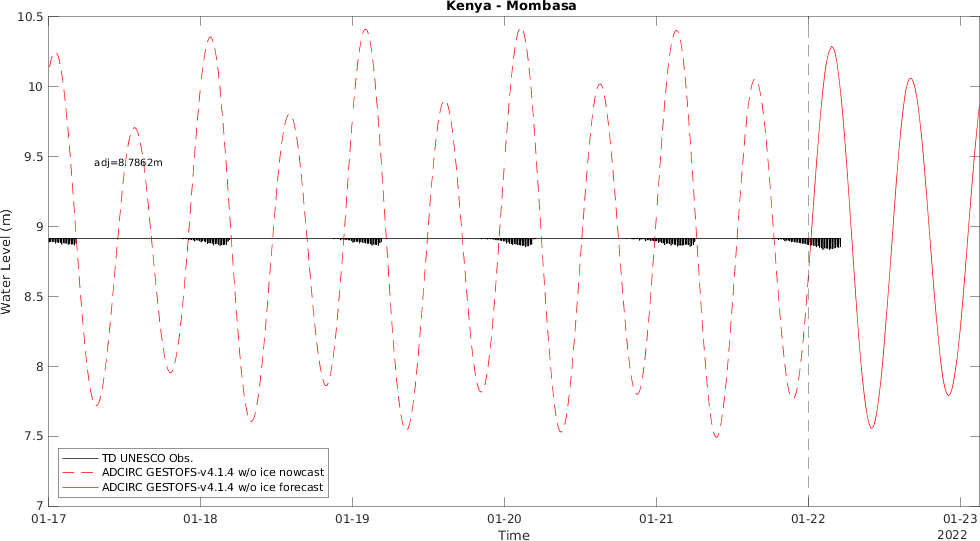 Kenya - Mombasa
10.5
10
9.5
9
8.5
8
7.5
7
Water Level (m)
adj=8.7862m
TD UNESCO Obs.
ADCIRC GESTOFS-v4.1.4 w/o ice nowcast
ADCIRC GESTOFS-v4.1.4 w/o ice forecast
01-17 01-18 01-19 01-20 01-21 01-22 01-23
Time
2022